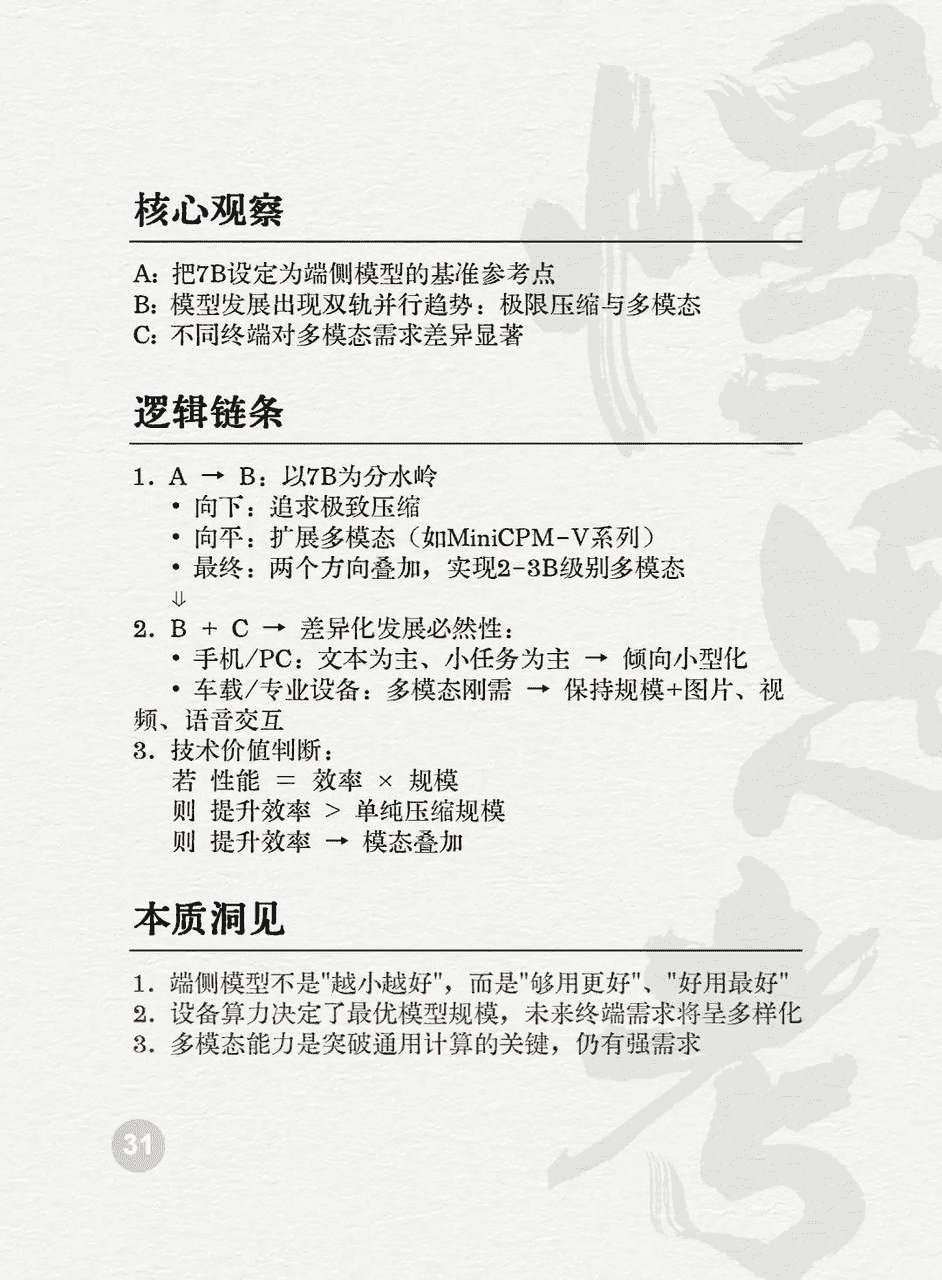 核心观察
A：把7B设定为端侧模型的基准参考点
B：模型发展出现双轨并行趋势：极限压缩与多模态
C：不同终端对多模态需求差异显著
逻辑链条
1. A → B：以7B为分水岭
• 向下：追求极致压缩
• 向平：扩展多模态（如MiniCPM-V系列）
• 最终：两个方向叠加，实现2-3B级别多模态
⇓
2. B + C → 差异化发展必然性：
• 手机/PC：文本为主、小任务为主 → 倾向小型化
• 车载/专业设备：多模态刚需 → 保持规模+图片、视
频、语音交互
3. 技术价值判断：
若 性能 = 效率 × 规模
则 提升效率 > 单纯压缩规模
则 提升效率 → 模态叠加
本质洞见
1. 端侧模型不是"越小越好"，而是"够用更好"、"好用最好"
2. 设备算力决定了最优模型规模，未来终端需求将呈多样化
3. 多模态能力是突破通用计算的关键，仍有强需求
31
慢思考